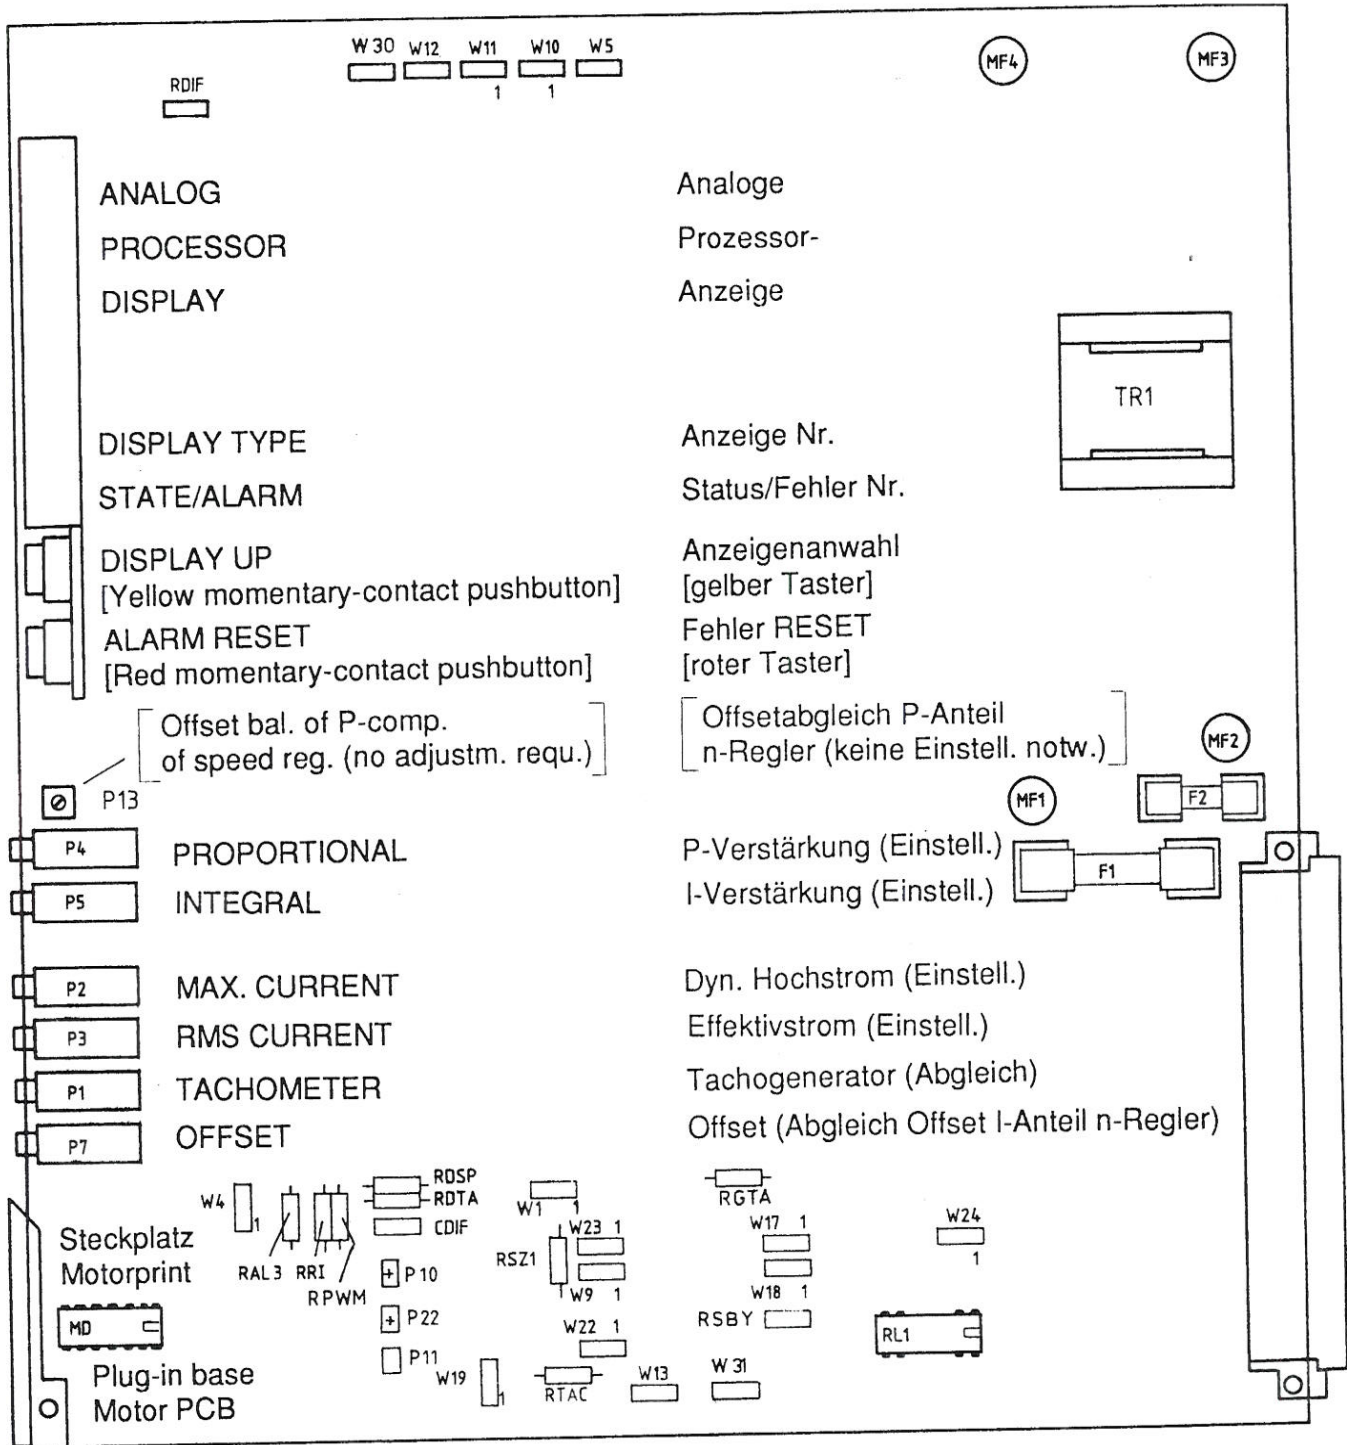 W30 W12 W11 W10 W5
1 1
RDIF
MF4 MF3
ANALOG
Analoge
PROCESSOR
Prozessor-
DISPLAY
Anzeige
TR1
DISPLAY TYPE
Anzeige Nr.
STATE/ALARM
Status/Fehler Nr.
DISPLAY UP
[Yellow momentary-contact pushbutton]
Anzeigenanwahl
[gelber Taster]
ALARM RESET
[Red momentary-contact pushbutton]
Fehler RESET
[roter Taster]
Offset bal. of P-comp.
of speed reg. (no adjustm. requ.)
Offsetabgleich P-Anteil
n-Regler (keine Einstell. notw.)
MF2
P13
MF1
F2
P4 PROPORTIONAL
P-Verstärkung (Einstell.)
F1
P5 INTEGRAL
I-Verstärkung (Einstell.)
P2 MAX. CURRENT
Dyn. Hochstrom (Einstell.)
P3 RMS CURRENT
Effektivstrom (Einstell.)
P1 TACHOMETER
Tachogenerator (Abgleich)
P7 OFFSET
Offset (Abgleich Offset I-Anteil n-Regler)
W4 1
RDSP
RDTA
CDIF
RAL3 RRI
RPWM
P10
P22
P11
W19 1
W1 1
W23 1
RSZ1
W9 1
W22 1
RTAC
W13
W31
RGTA
W17 1
W18 1
RSBY
W24
1
RL1
Steckplatz
Motorprint
MD
Plug-in base
Motor PCB